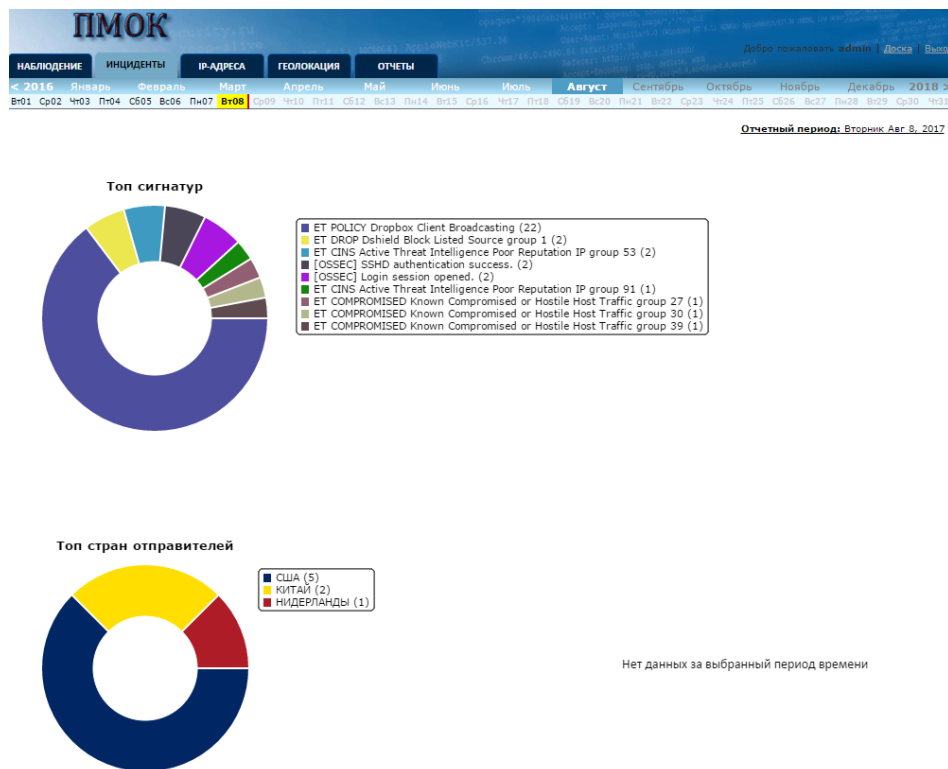 ПМОК
Добро пожаловать admin | Доска | Выхо
НАБЛЮДЕНИЕ ИНЦИДЕНТЫ IP-АДРЕСА ГЕОЛОКАЦИЯ ОТЧЕТЫ
< 2016 Январь Февраль Март Апрель Май Июнь Июль Август Сентябрь Октябрь Ноябрь Декабрь 2018 >
Вт01 Ср02 Чт03 Пт04 Сб05 Вс06 Пн07 Вт08 Ср09 Чт10 Пт11 Сб12 Вс13 Пн14 Вт15 Ср16 Чт17 Пт18 Сб19 Вс20 Пн21 Вт22 Ср23 Чт24 Пт25 Сб26 Вс27 Пн28 Вт29 Ср30 Чт31
Отчетный период: Вторник Авг 8, 2017
Топ сигнатур
ET POLICY Dropbox Client Broadcasting (22)
ET DROP Dshield Block Listed Source group 1 (2)
ET CINS Active Threat Intelligence Poor Reputation IP group 53 (2)
[OSSEC] SSHD authentication success. (2)
[OSSEC] Login session opened. (2)
ET CINS Active Threat Intelligence Poor Reputation IP group 91 (1)
ET COMPROMISED Known Compromised or Hostile Host Traffic group 27 (1)
ET COMPROMISED Known Compromised or Hostile Host Traffic group 30 (1)
ET COMPROMISED Known Compromised or Hostile Host Traffic group 39 (1)
Топ стран отправителей
США (5)
КИТАЙ (2)
НИДЕРЛАНДЫ (1)
Нет данных за выбранный период времени